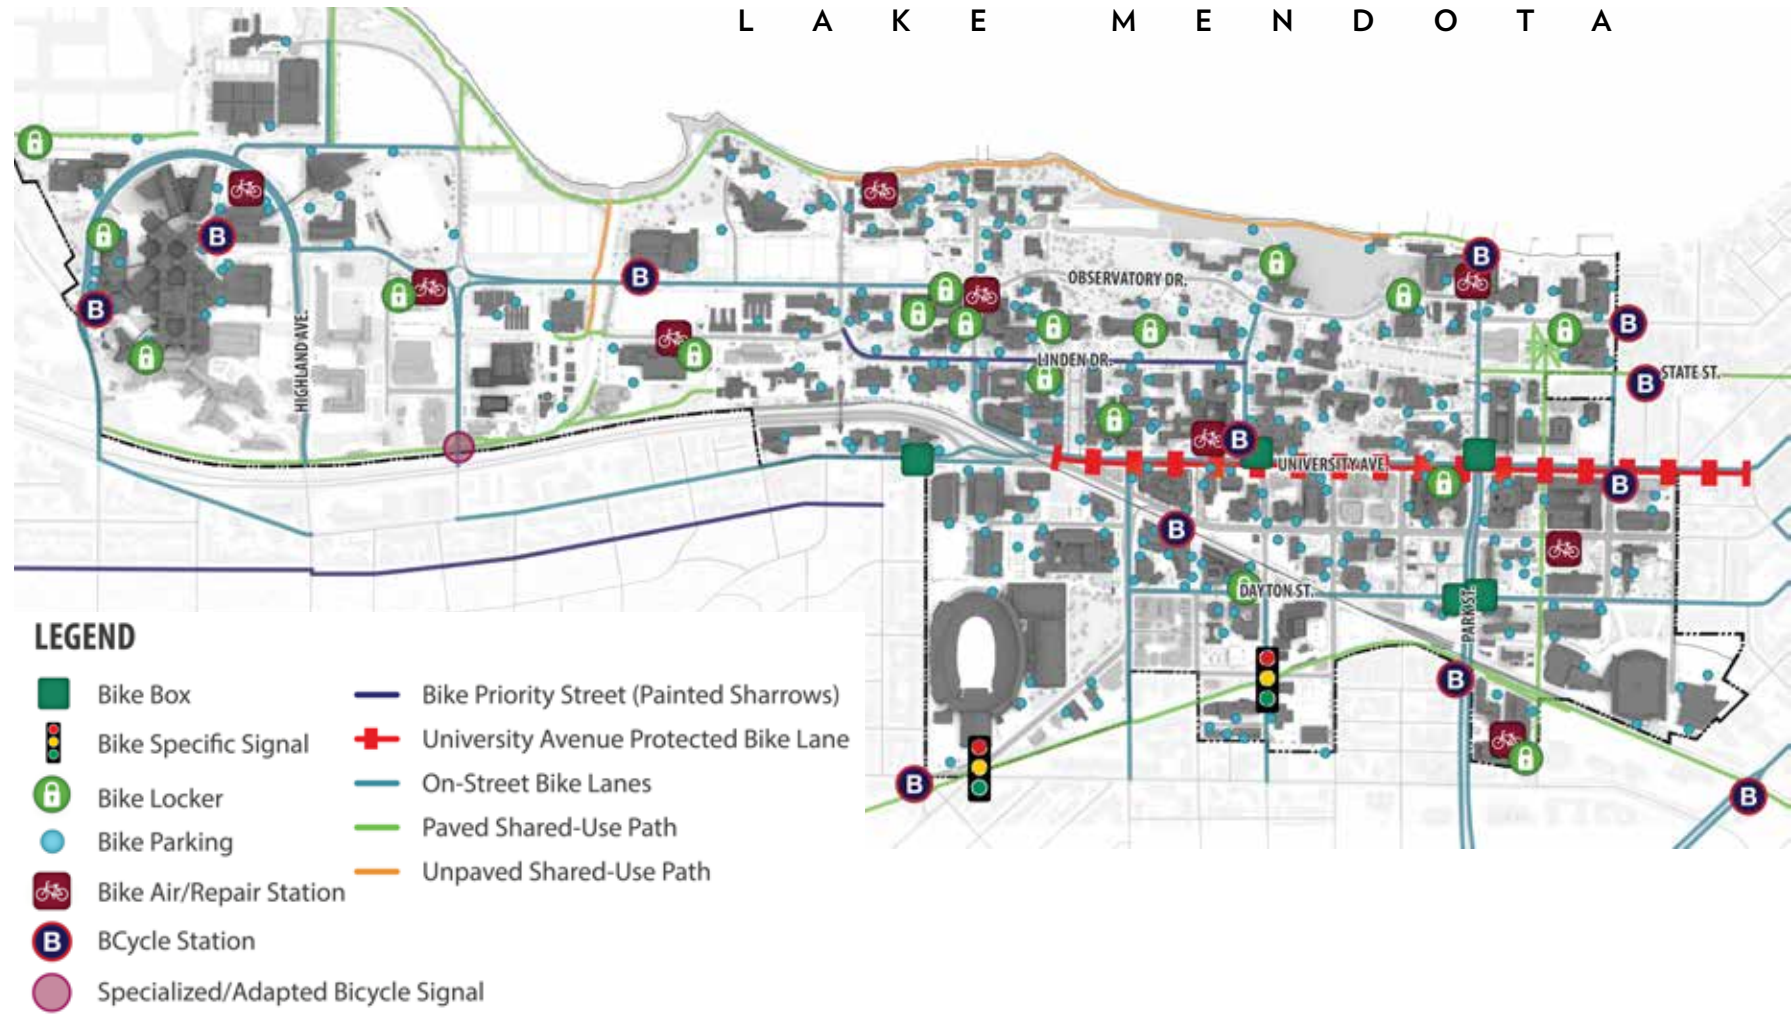 LAKE MENDOTA
OBSERVATORY DR.
HIGHLAND AVE.
LINDEN DR.
STATE ST.
UNIVERSITY AVE.
DAYTON ST.
PARK ST.
B
B
B
B
B
B
B
B
B
B
B
B
LEGEND
Bike Box
Bike Specific Signal
Bike Locker
Bike Parking
Bike Air/Repair Station
B BCycle Station
Specialized/Adapted Bicycle Signal
Bike Priority Street (Painted Sharrows)
University Avenue Protected Bike Lane
On-Street Bike Lanes
Paved Shared-Use Path
Unpaved Shared-Use Path